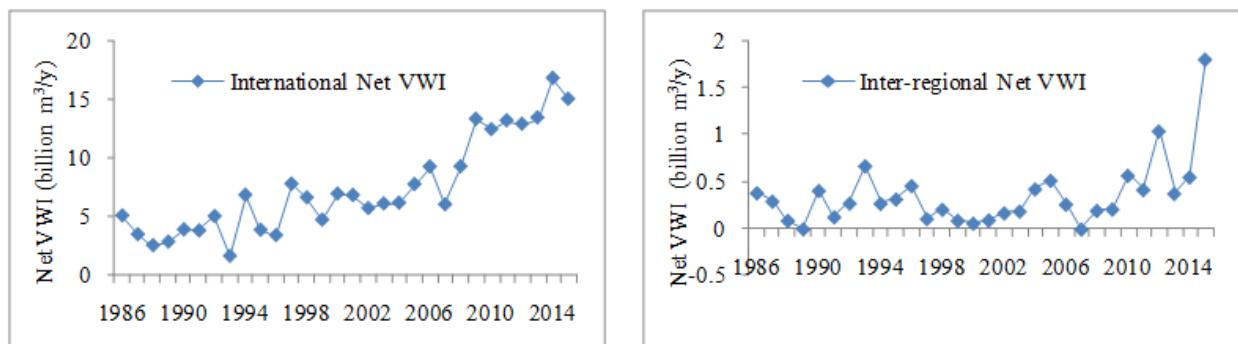 20
15
10
5
0
Net VWI (billion m³/y)
International Net VWI
1986 1990 1994 1998 2002 2006 2010 2014
2
1.5
1
0.5
0
-0.5
Net VWI (billion m³/y)
Inter-regional Net VWI
1986 1990 1994 1998 2002 2006 2010 2014